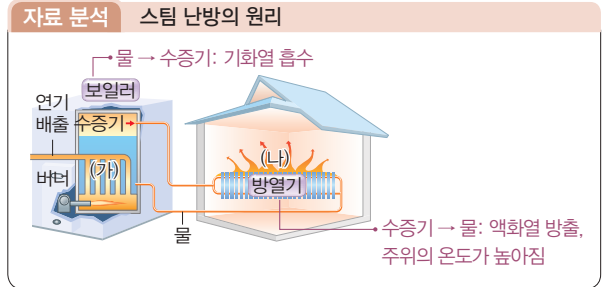 자료 분석 스팀 난방의 원리
물 → 수증기: 기화열 흡수
보일러
연기
배출
수증기
(가)
버터
(나)
방열기
물
수증기 → 물: 액화열 방출,
주위의 온도가 높아짐